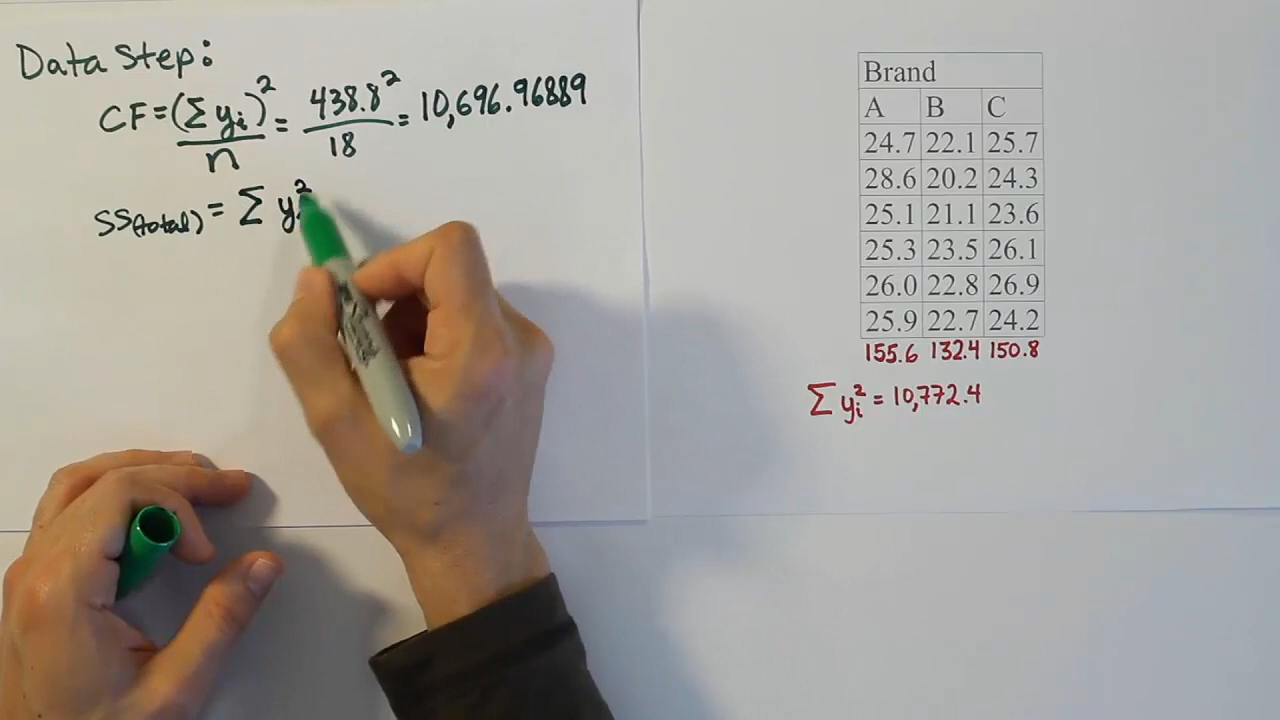 Data Step:
CF = (Σ yᵢ)² / n = 438.8² / 18 = 10,696.96889
SS(total) = Σ yᵢ²
Brand
A B C
24.7 22.1 25.7
28.6 20.2 24.3
25.1 21.1 23.6
25.3 23.5 26.1
26.0 22.8 26.9
25.9 22.7 24.2
155.6 132.4 150.8
Σ yᵢ² = 10,772.4